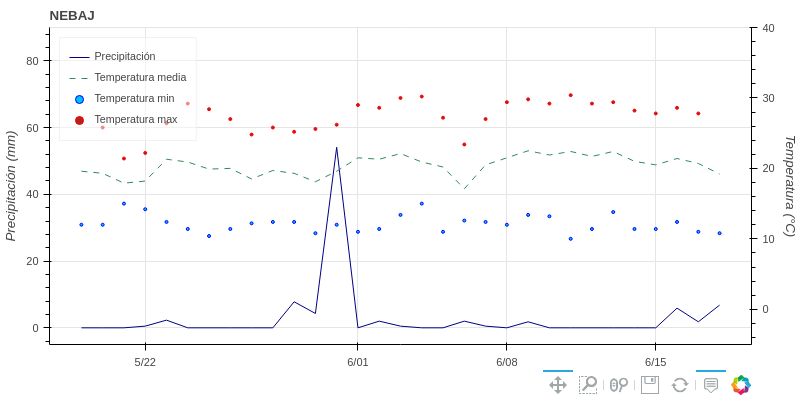 NEBAJ
Precipitación
Temperatura media
Temperatura min
Temperatura max
80
60
40
20
0
Precipitación (mm)
40
30
20
10
0
Temperatura (°C)
5/22
6/01
6/08
6/15